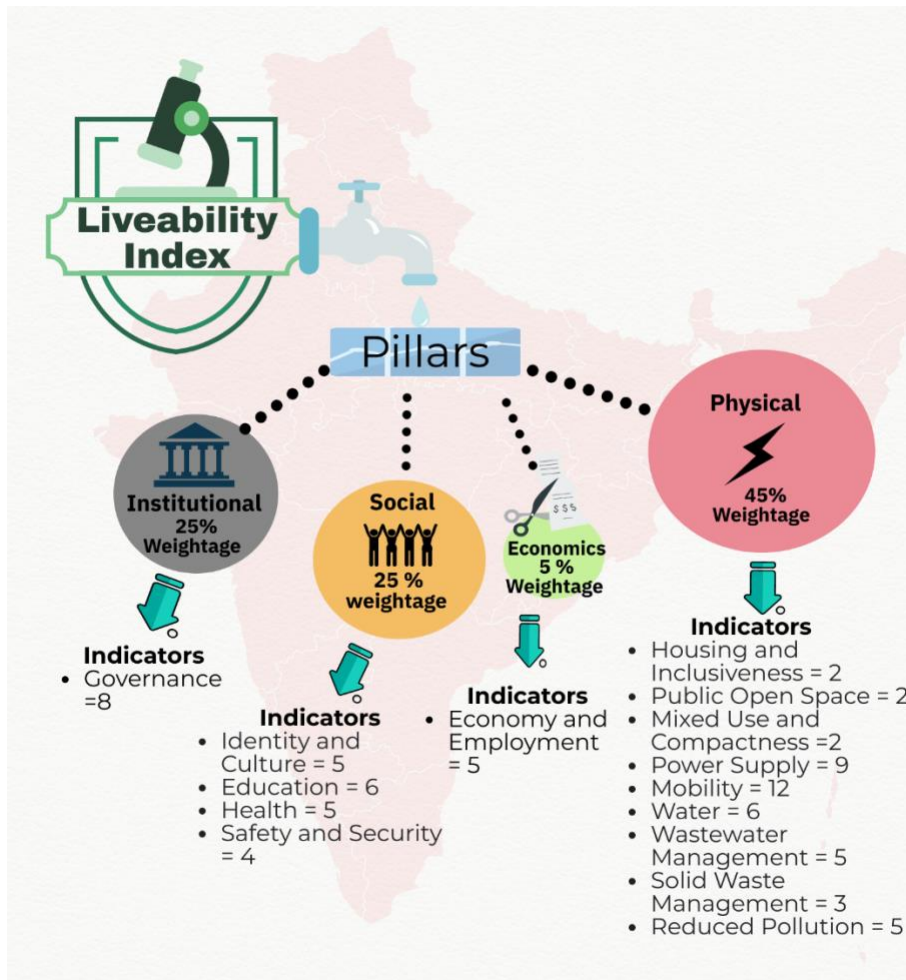 Liveability
Index
Pillars
Institutional
25%
Weightage
Indicators
• Governance
=8
Social
25 %
weightage
Indicators
• Identity and
Culture = 5
• Education = 6
• Health = 5
• Safety and Security
= 4
$$$
Economics
5 %
Weightage
Indicators
• Economy and
Employment
= 5
Physical
45%
Weightage
Indicators
• Housing and
Inclusiveness = 2
• Public Open Space = 2
• Mixed Use and
Compactness =2
• Power Supply = 9
• Mobility = 12
• Water = 6
• Wastewater
Management = 5
• Solid Waste
Management = 3
• Reduced Pollution = 5